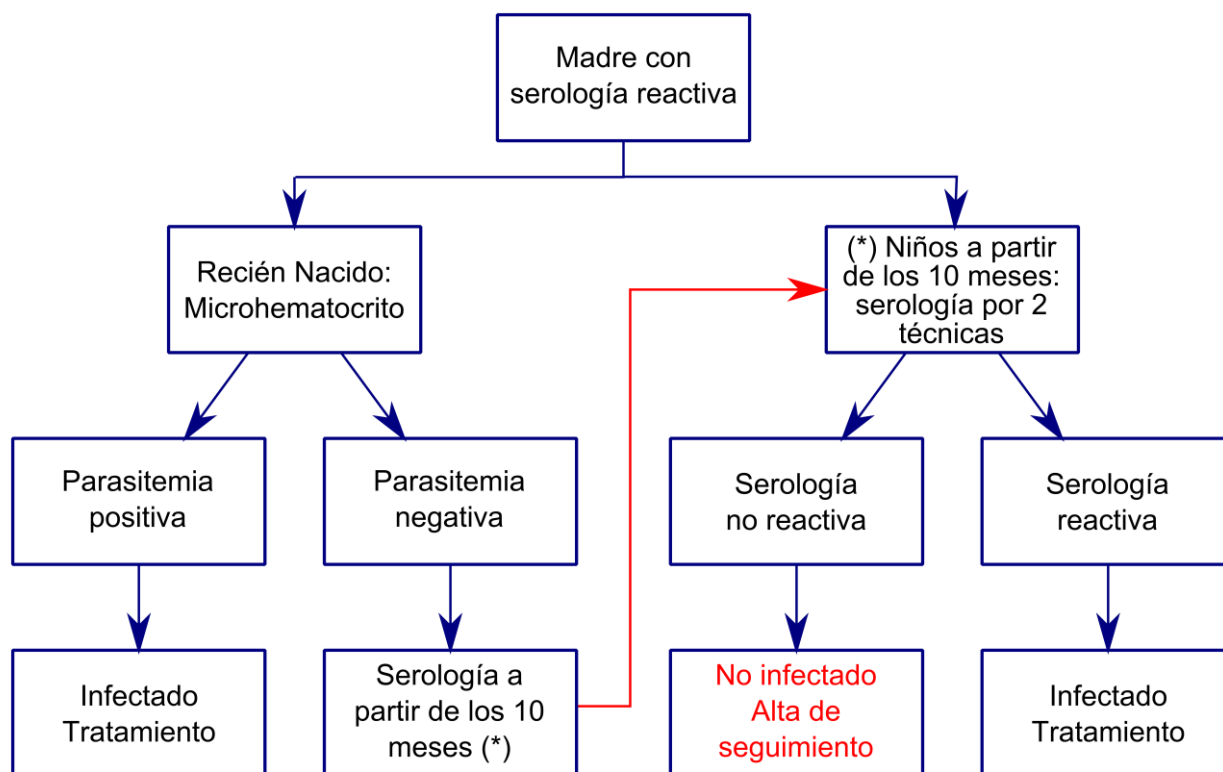 Madre con
serología reactiva
Recién Nacido:
Microhematocrito
(*) Niños a partir
de los 10 meses:
serología por 2
técnicas
Parasitemia
positiva
Parasitemia
negativa
Serología
no reactiva
Serología
reactiva
Infectado
Tratamiento
Serología a
partir de los 10
meses (*)
No infectado
Alta de
seguimiento
Infectado
Tratamiento